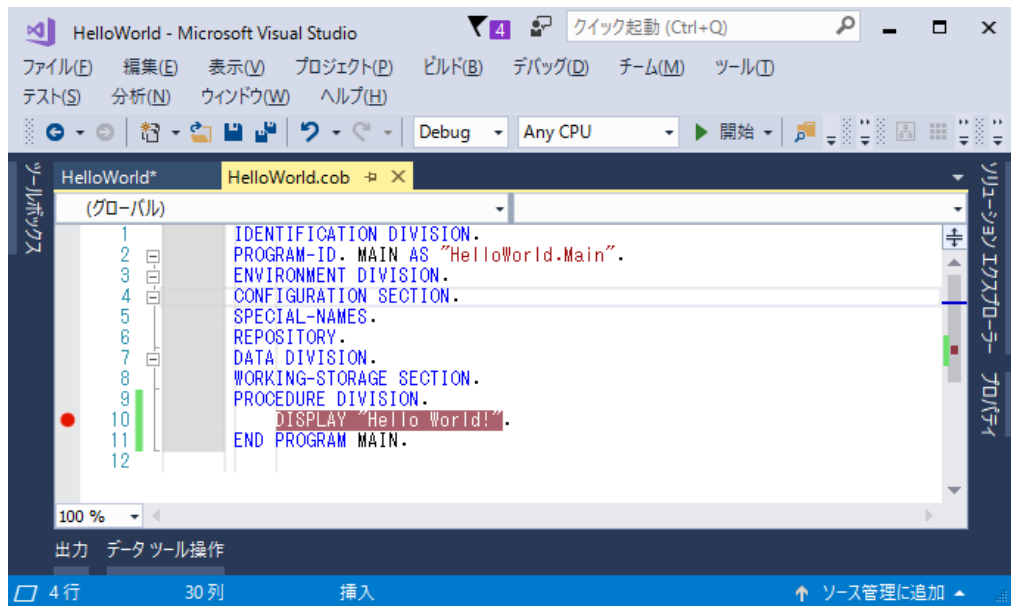 HelloWorld - Microsoft Visual Studio 4 クイック起動 (Ctrl+Q)
ファイル(F) 編集(E) 表示(V) プロジェクト(P) ビルド(B) デバッグ(D) チーム(M) ツール(T)
テスト(S) 分析(N) ウィンドウ(W) ヘルプ(H)
Debug Any CPU 開始
ツールボックス
HelloWorld* HelloWorld.cob
(グローバル)
1 IDENTIFICATION DIVISION.
2 PROGRAM-ID. MAIN AS "HelloWorld.Main".
3 ENVIRONMENT DIVISION.
4 CONFIGURATION SECTION.
5 SPECIAL-NAMES.
6 REPOSITORY.
7 DATA DIVISION.
8 WORKING-STORAGE SECTION.
9 PROCEDURE DIVISION.
10 DISPLAY "Hello World!".
11 END PROGRAM MAIN.
12
100 %
ソリューション エクスプローラー
プロパティ
出力 データ ツール操作
4 行 30 列 挿入 ソース管理に追加